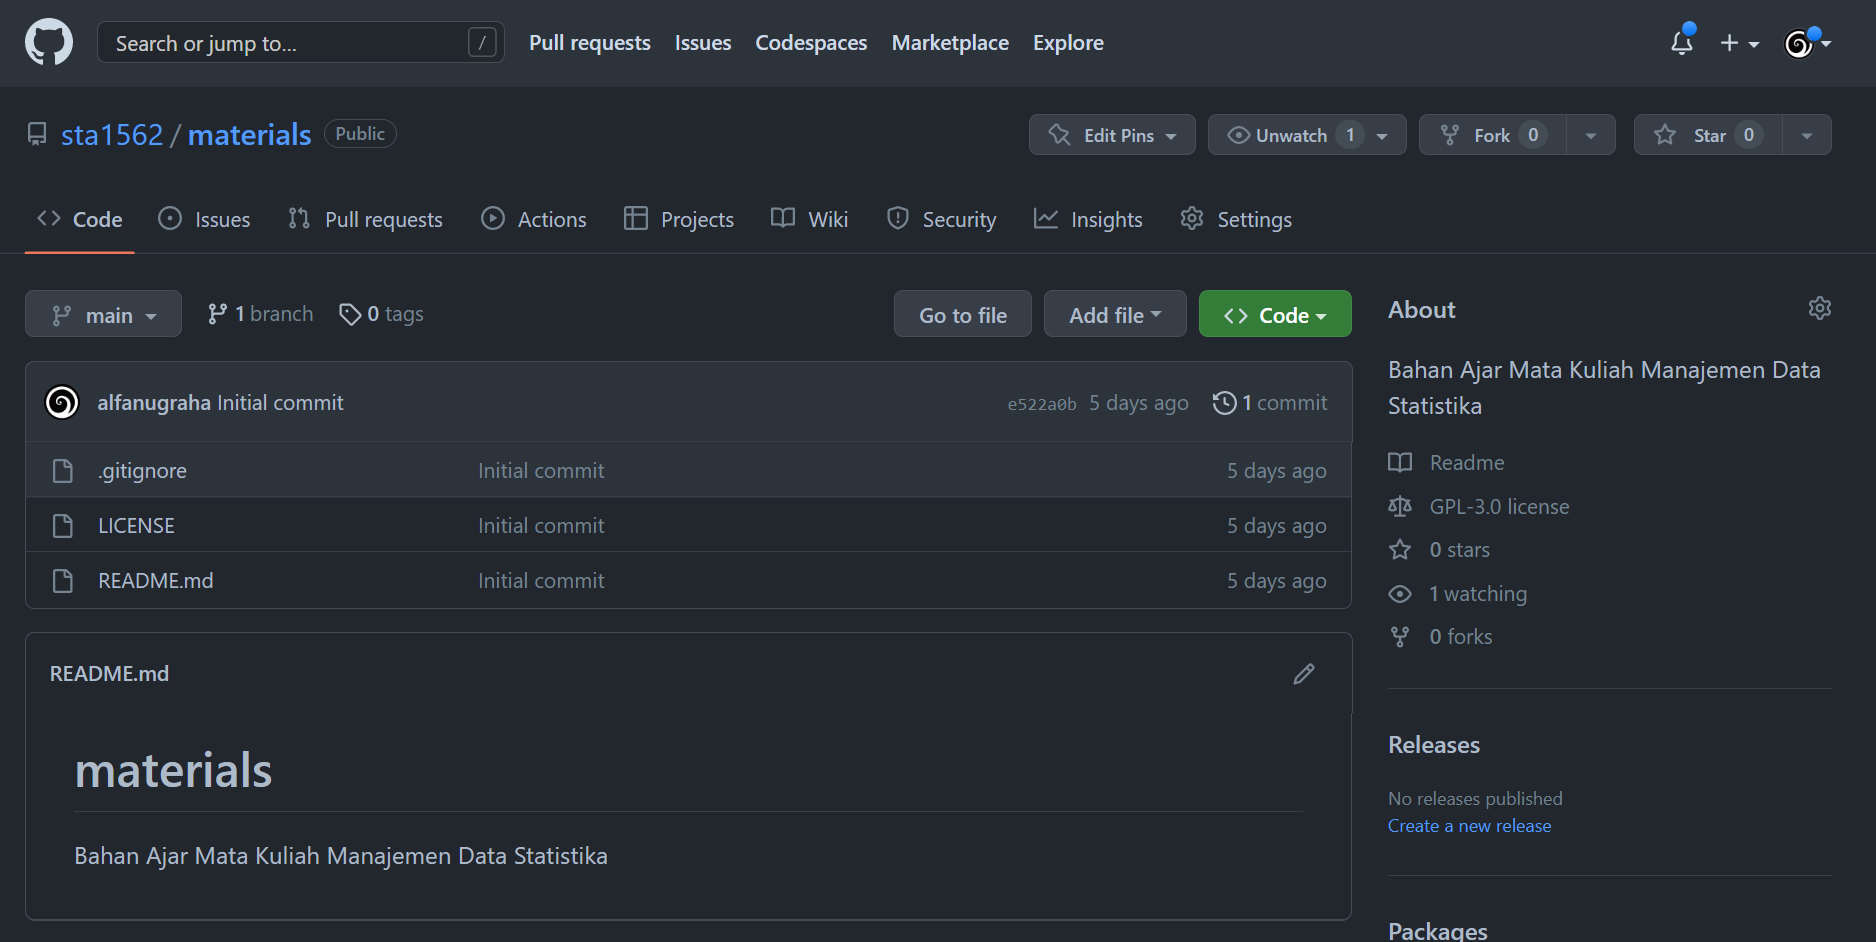 Search or jump to... /
Pull requests Issues Codespaces Marketplace Explore
sta1562 / materials Public
Edit Pins Unwatch 1 Fork 0 Star 0
Code Issues Pull requests Actions Projects Wiki Security Insights Settings
main 1 branch 0 tags Go to file Add file Code
alfanugraha Initial commit e522a0b 5 days ago 1 commit
.gitignore Initial commit 5 days ago
LICENSE Initial commit 5 days ago
README.md Initial commit 5 days ago
README.md
materials
Bahan Ajar Mata Kuliah Manajemen Data Statistika
About
Bahan Ajar Mata Kuliah Manajemen Data
Statistika
Readme
GPL-3.0 license
0 stars
1 watching
0 forks
Releases
No releases published
Create a new release
Packages